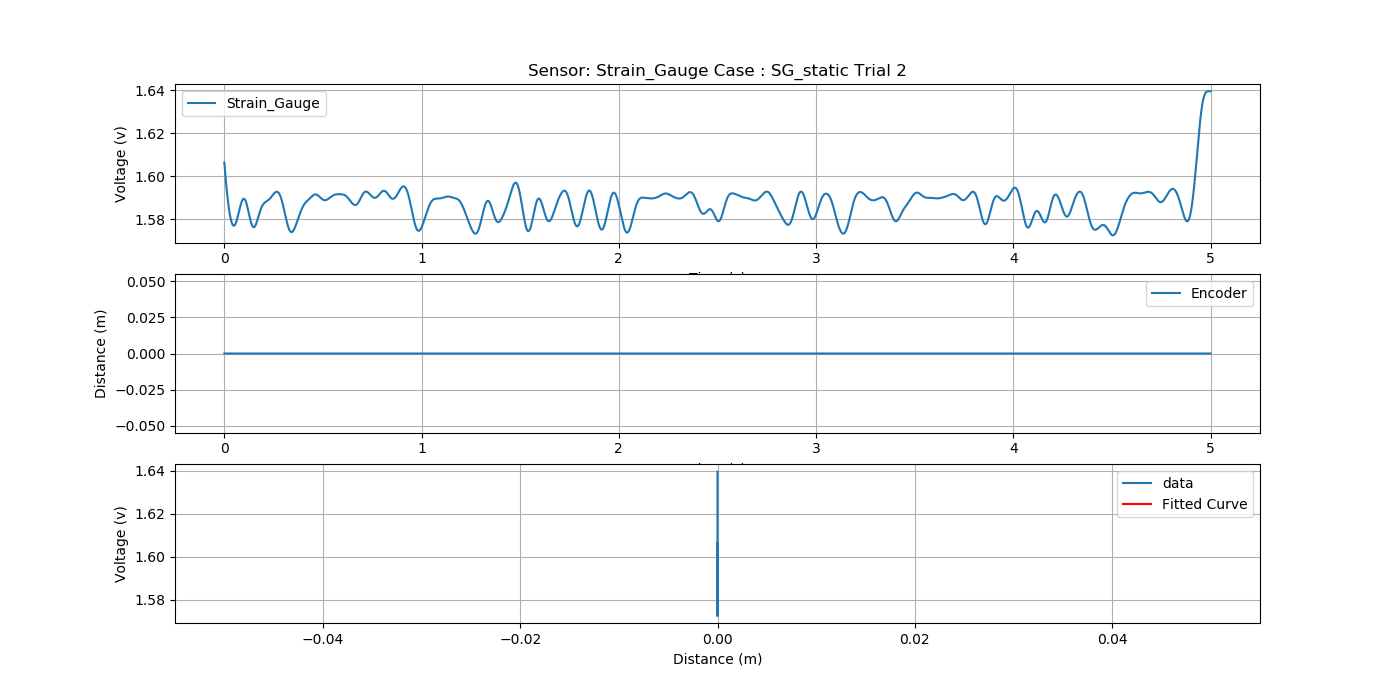 Sensor: Strain_Gauge Case : SG_static Trial 2
1.64
1.62
1.60
1.58
Voltage (v)
Strain_Gauge
0 1 2 3 4 5
0.050
0.025
0.000
−0.025
−0.050
Distance (m)
Encoder
0 1 2 3 4 5
1.64
1.62
1.60
1.58
Voltage (v)
data
Fitted Curve
−0.04 −0.02 0.00 0.02 0.04
Distance (m)